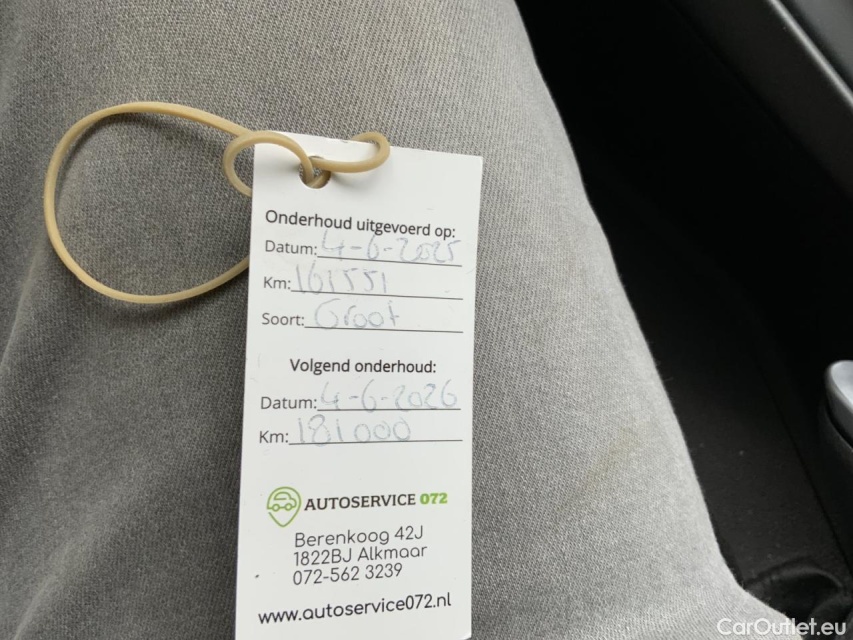 Onderhoud uitgevoerd op:
Datum: 4-6-2025
Km: 161551
Soort: Groot
Volgend onderhoud:
Datum: 4-6-2026
Km: 181000
AUTOSERVICE 072
Berenkoog 42J
1822BJ Alkmaar
072-562 3239
www.autoservice072.nl
CarOutlet.eu